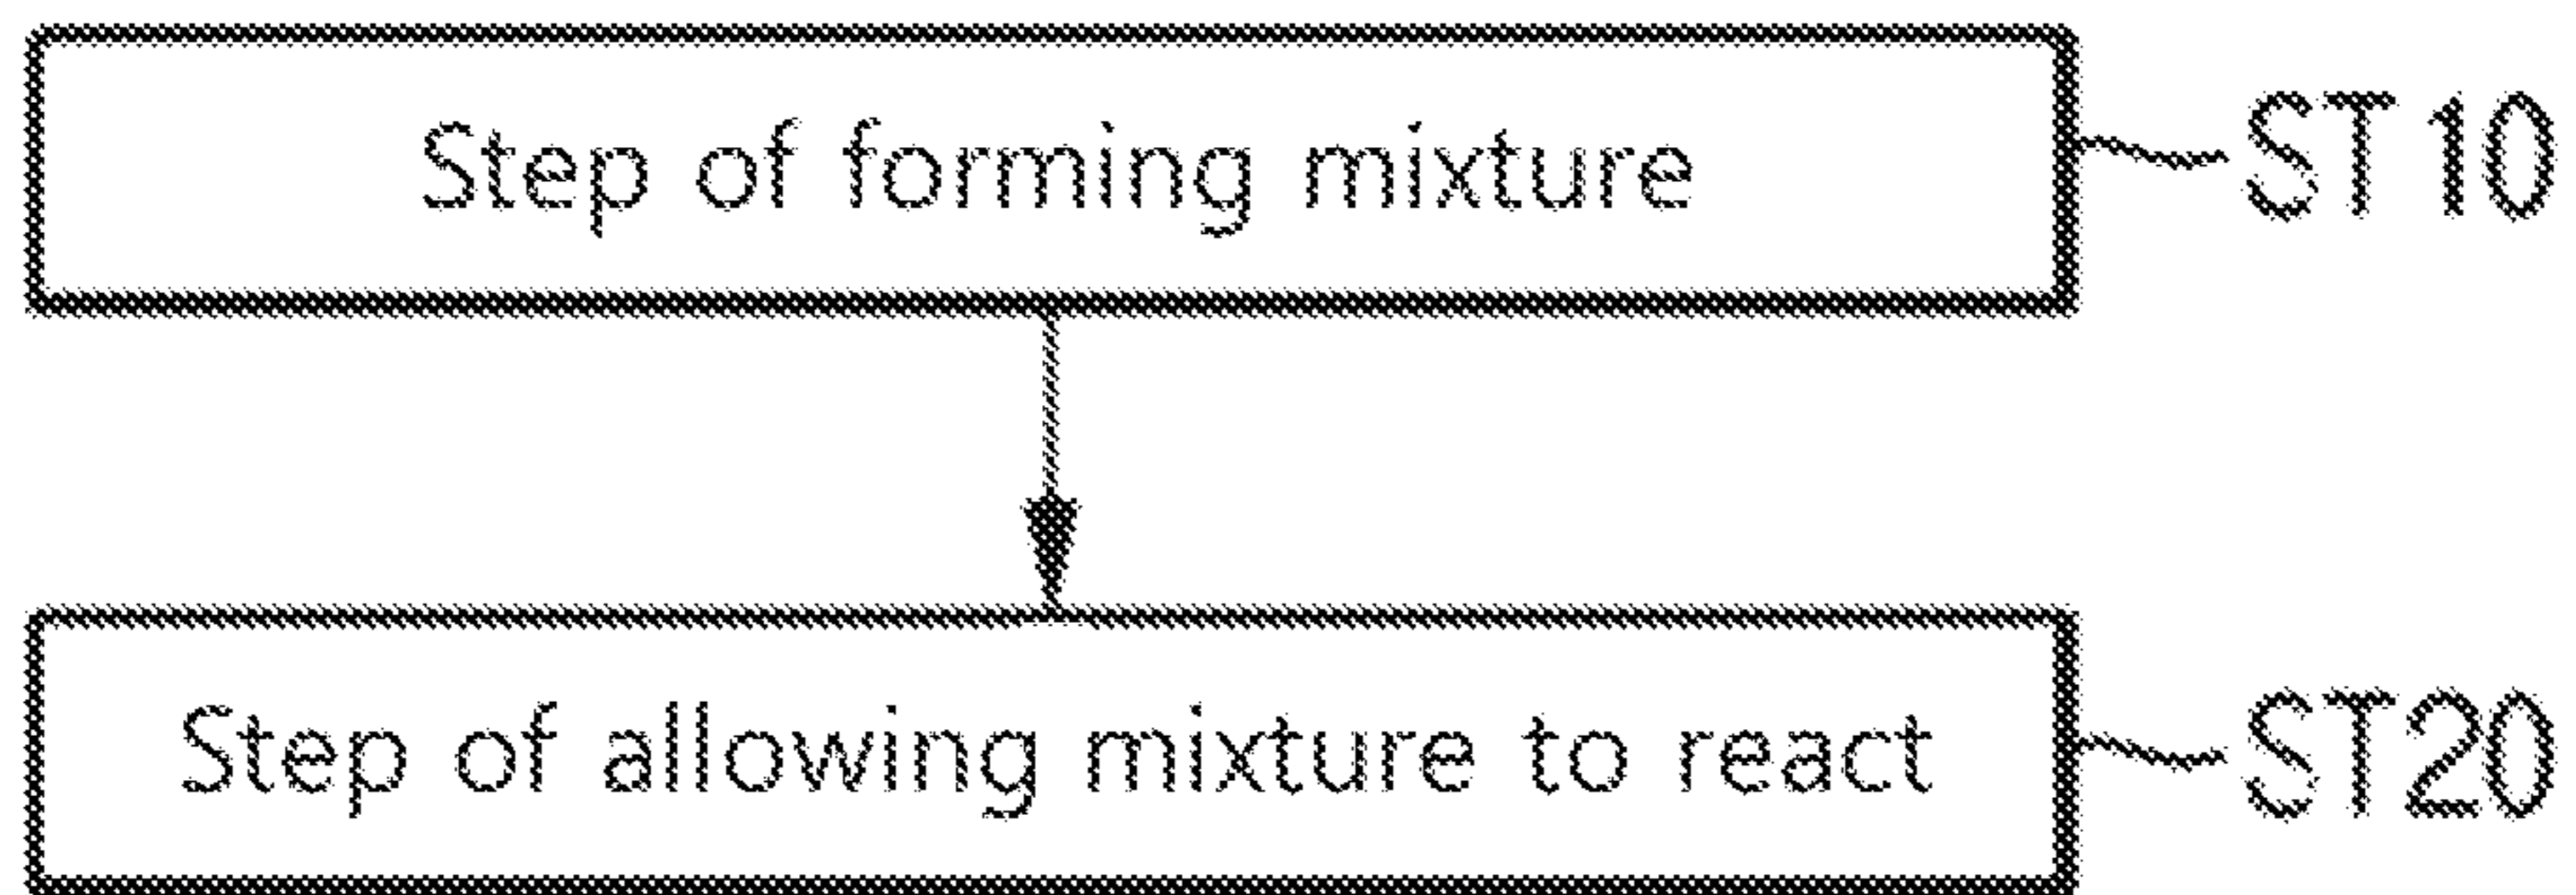 Step of forming mixture
ST10
Step of allowing mixture to react
ST20